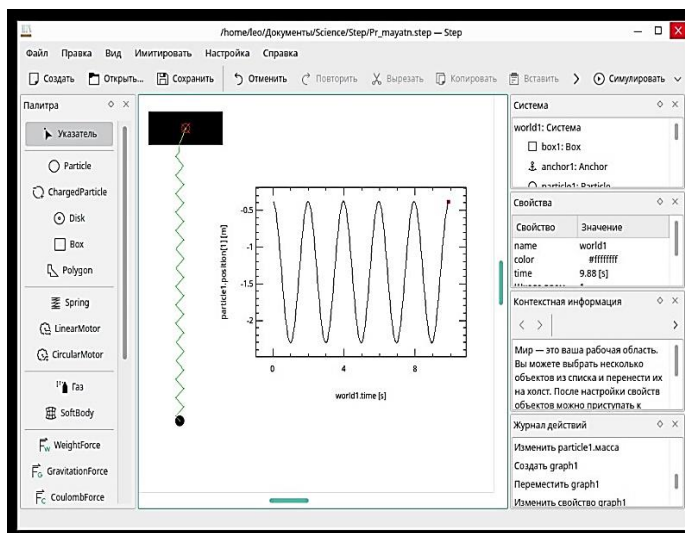 /home/leo/Документы/Science/Step/Pr_mayatn.step — Step
Файл Правка Вид Имитировать Настройка Справка
Создать Открыть... Сохранить Отменить Повторить Вырезать Копировать Вставить Симулировать
Палитра
Указатель
Particle
ChargedParticle
Disk
Box
Polygon
Spring
LinearMotor
CircularMotor
Газ
SoftBody
WeightForce
GravitationForce
CoulombForce
particle1.position[1] [m]
-0.5
-1
-1.5
-2
0 4 8
world1.time [s]
Система
world1: Система
box1: Box
anchor1: Anchor
particle1: Particle
Свойства
Свойство Значение
name world1
color #ffffffff
time 9.88 [s]
Контекстная информация
Мир — это ваша рабочая область.
Вы можете выбрать несколько
объектов из списка и перенести их
на холст. После настройки свойств
объектов можно приступать к
Журнал действий
Изменить particle1.масса
Создать graph1
Переместить graph1
Изменить свойство graph1